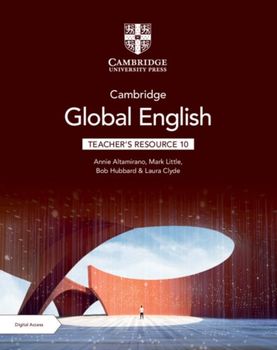 CAMBRIDGE
UNIVERSITY PRESS
Cambridge
Global English
TEACHER'S RESOURCE 10
Annie Altamirano, Mark Little,
Bob Hubbard & Laura Clyde
Digital Access